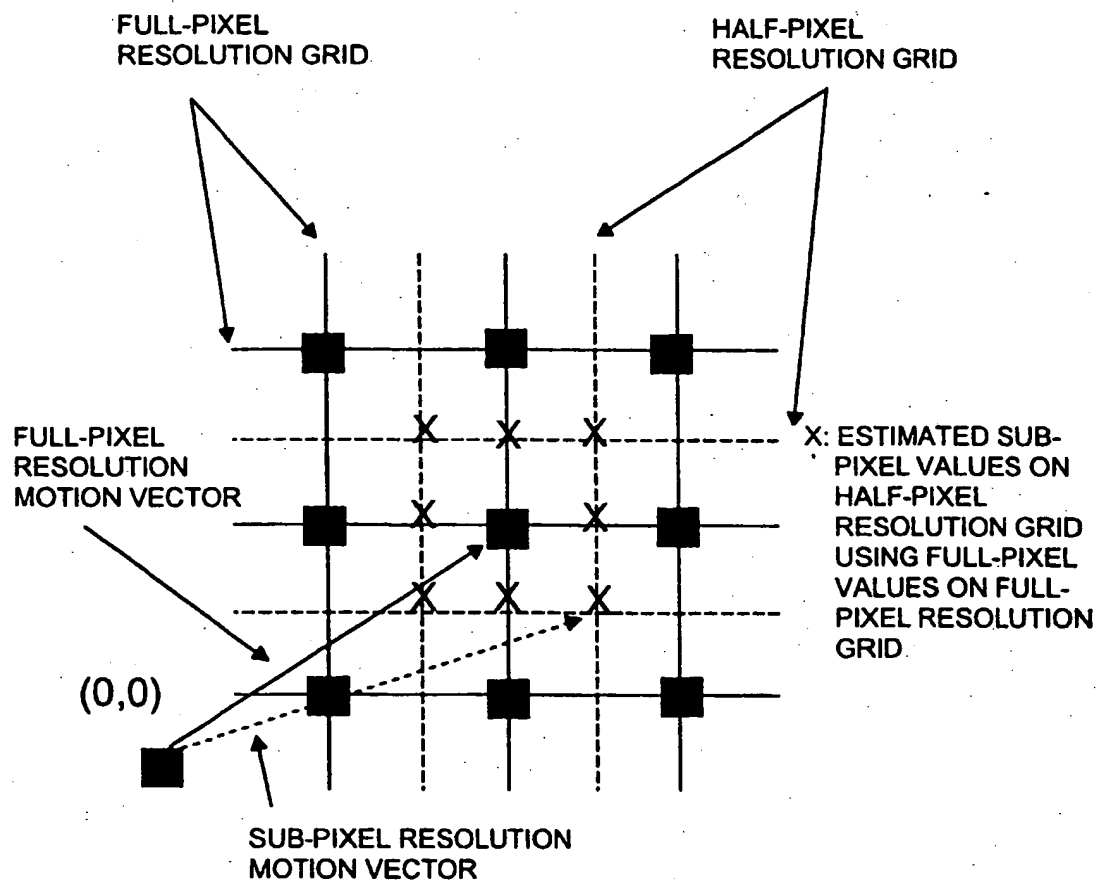 FULL-PIXEL
RESOLUTION GRID
HALF-PIXEL
RESOLUTION GRID
X X X
FULL-PIXEL
RESOLUTION
MOTION VECTOR
X: ESTIMATED SUB-
PIXEL VALUES ON
HALF-PIXEL
RESOLUTION GRID
USING FULL-PIXEL
VALUES ON FULL-
PIXEL RESOLUTION
GRID
X X
X X X
(0,0)
SUB-PIXEL RESOLUTION
MOTION VECTOR